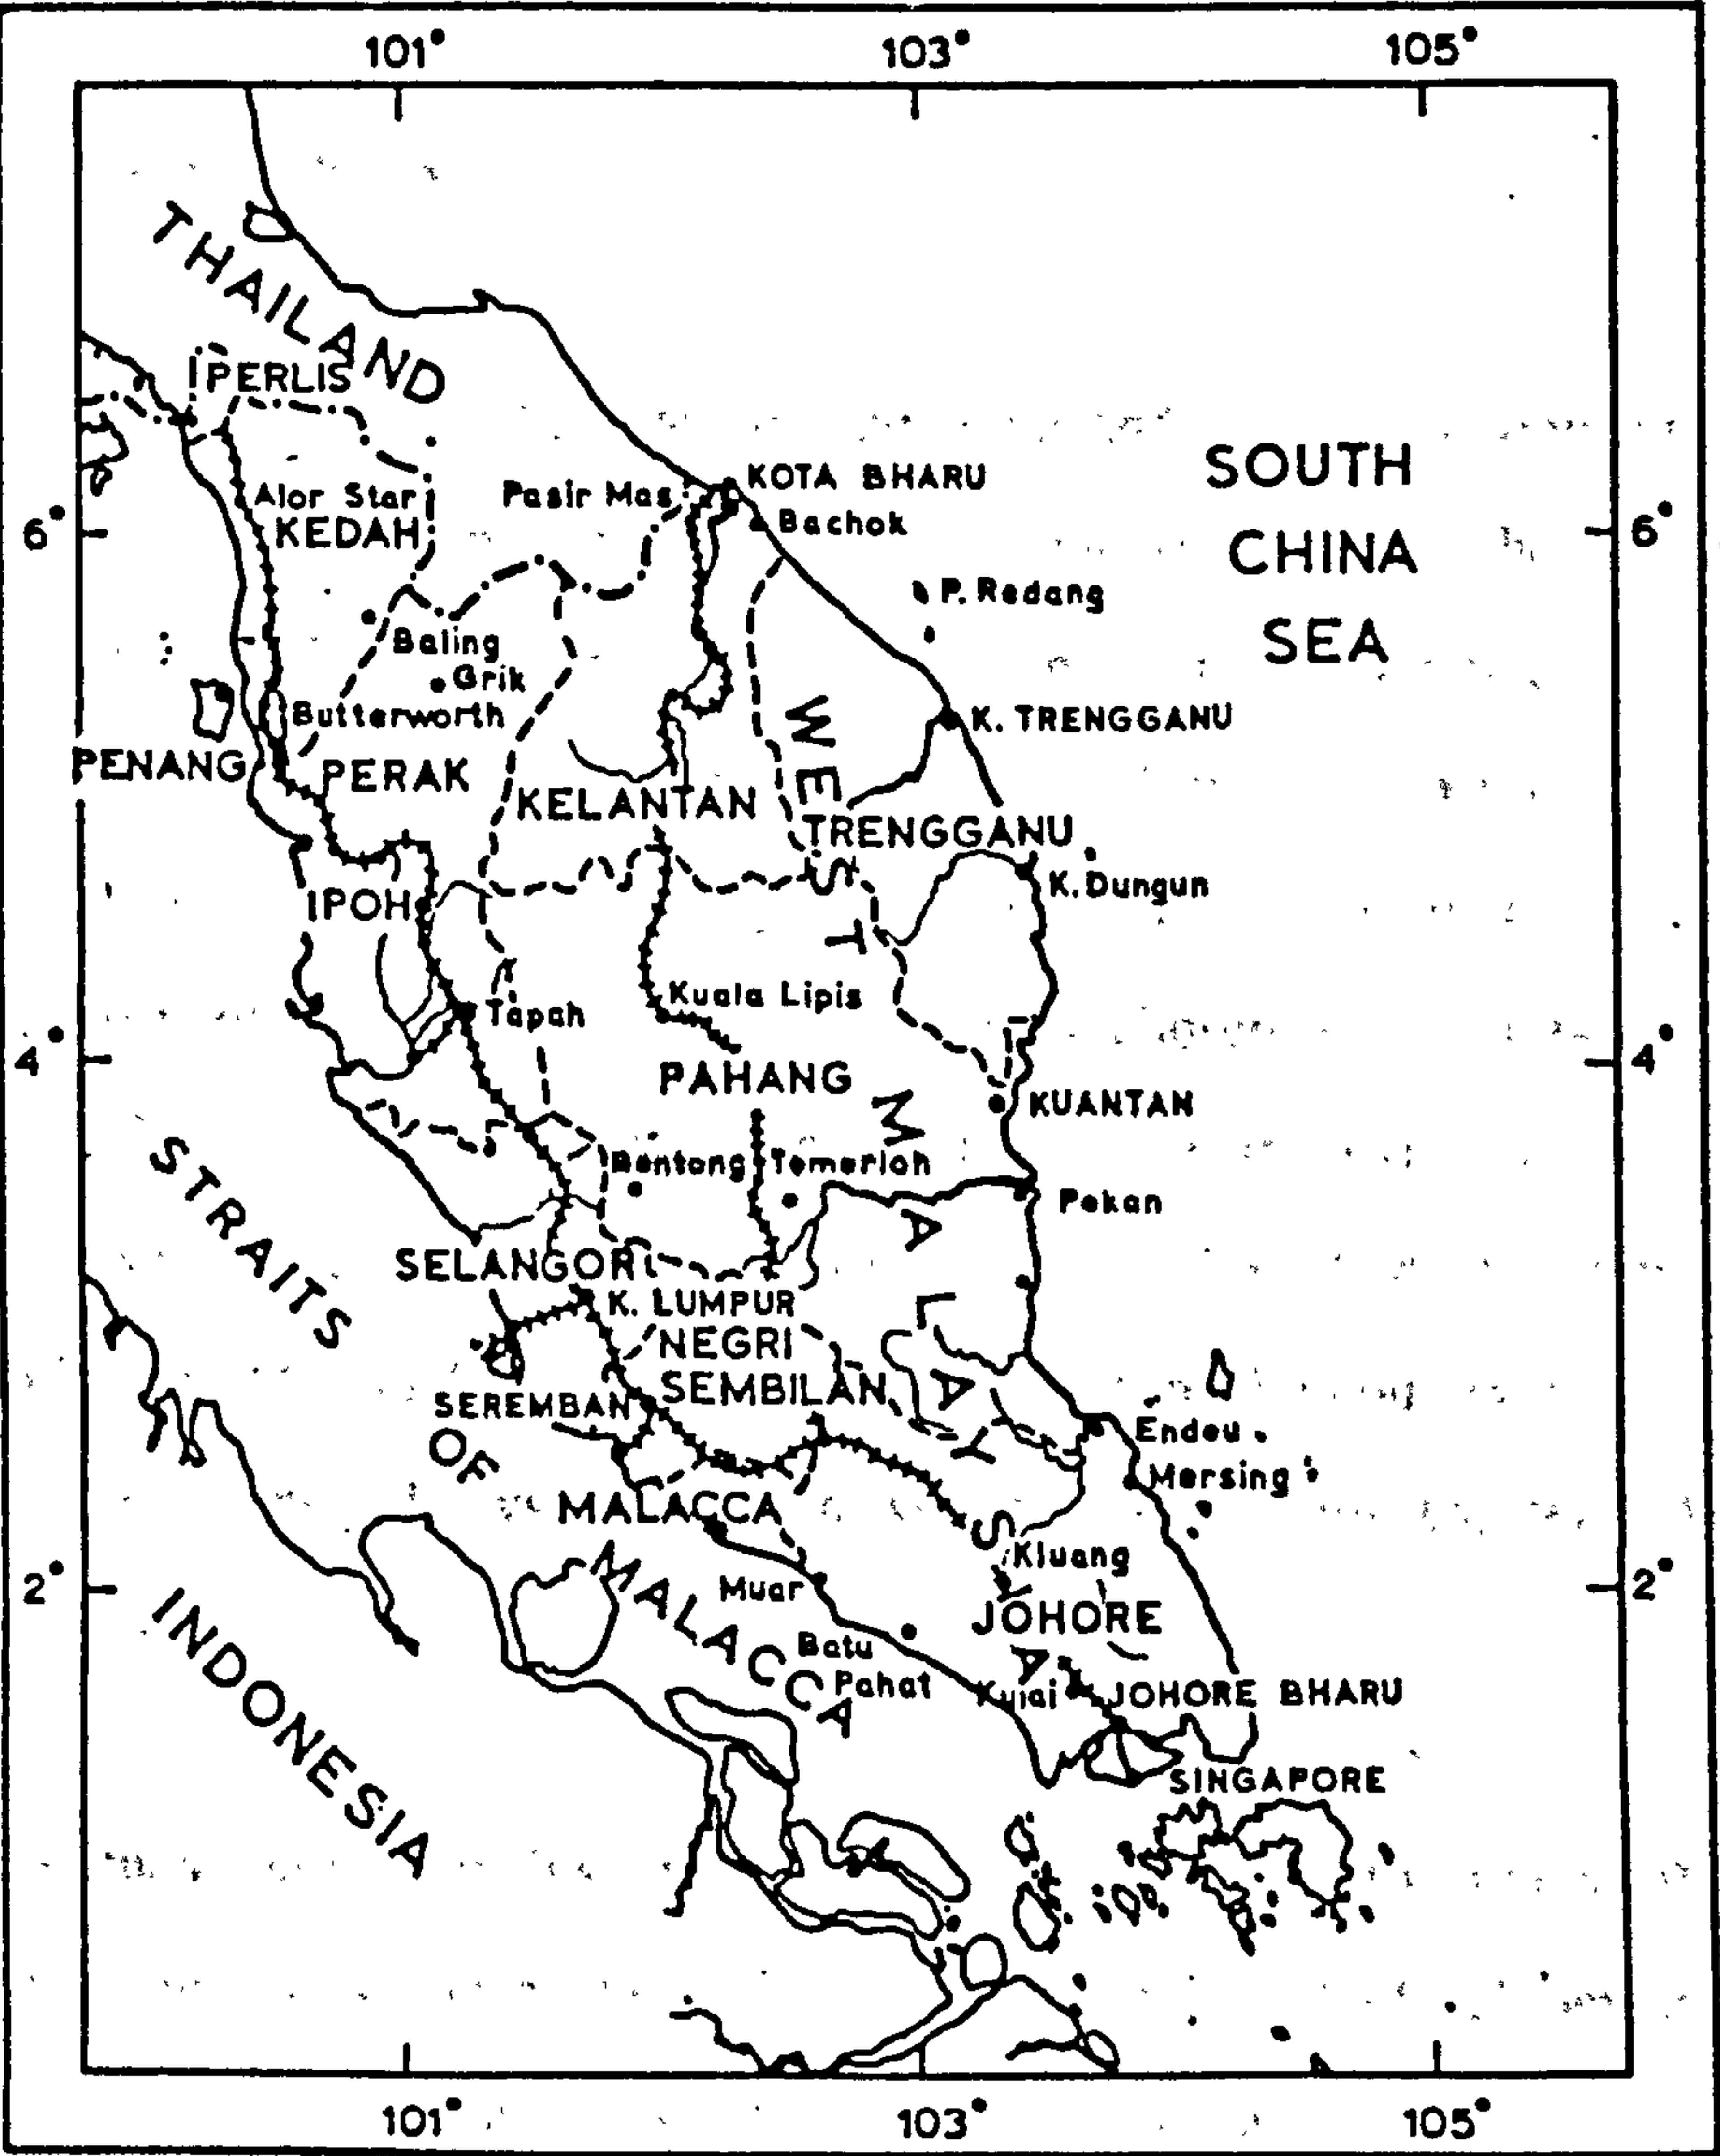 101° 103° 105°
THAILAND
PERLIS
SOUTH
CHINA
SEA
KOTA BHARU
Pasir Mas
Alor Star
Bachok
6° 6°
KEDAH
P. Redang
Baling
Grik
Butterworth
K. TRENGGANU
PENANG
PERAK
KELANTAN
TRENGGANU
K. Dungun
IPOH
Kuala Lipis
Tapah
4° 4°
PAHANG
KUANTAN
WEST MALAYSIA
Bentong
Temerloh
Pekan
SELANGOR
K. LUMPUR
NEGRI
SEMBILAN
SEREMBAN
Endou
Mersing
MALACCA
Kluang
2° 2°
Muar
JOHORE
Batu
Pahat
Kulai
JOHORE BHARU
SINGAPORE
STRAITS OF MALACCA
INDONESIA
101° 103° 105°